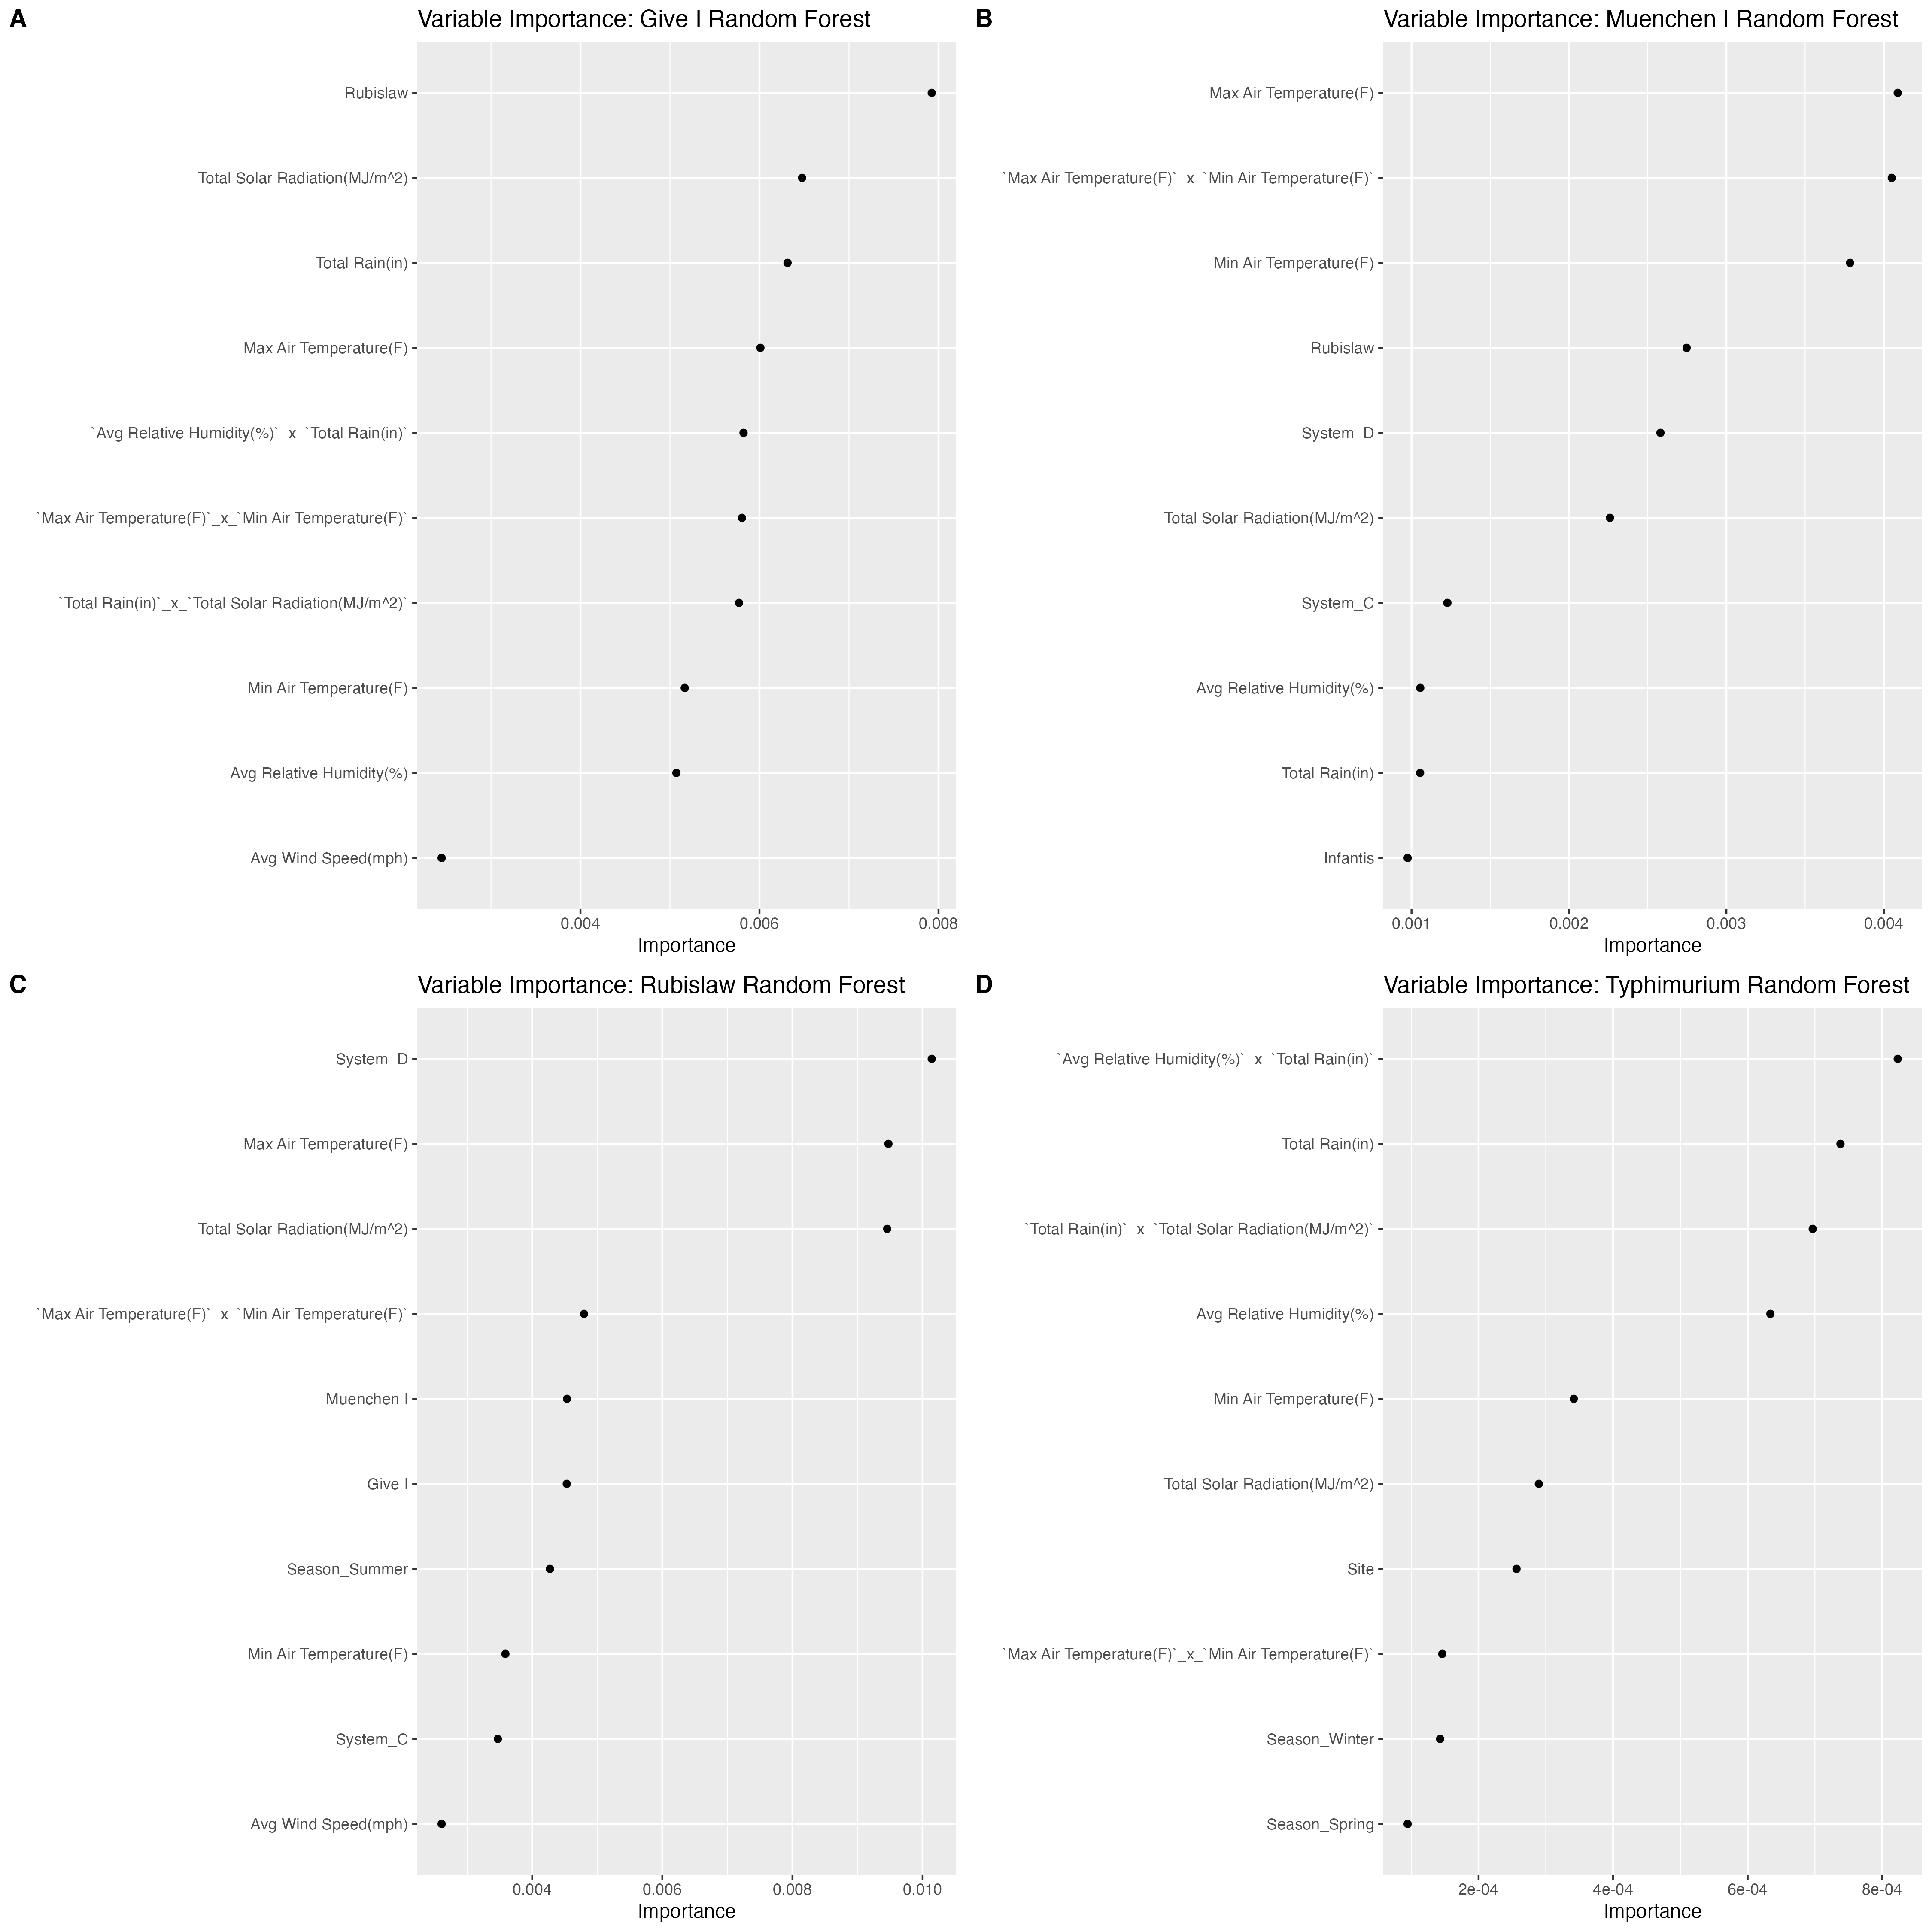 A
Variable Importance: Give I Random Forest
Rubislaw
Total Solar Radiation(MJ/m^2)
Total Rain(in)
Max Air Temperature(F)
`Avg Relative Humidity(%)`_x_`Total Rain(in)`
`Max Air Temperature(F)`_x_`Min Air Temperature(F)`
`Total Rain(in)`_x_`Total Solar Radiation(MJ/m^2)`
Min Air Temperature(F)
Avg Relative Humidity(%)
Avg Wind Speed(mph)
0.004 0.006 0.008
Importance
B
Variable Importance: Muenchen I Random Forest
Max Air Temperature(F)
`Max Air Temperature(F)`_x_`Min Air Temperature(F)`
Min Air Temperature(F)
Rubislaw
System_D
Total Solar Radiation(MJ/m^2)
System_C
Avg Relative Humidity(%)
Total Rain(in)
Infantis
0.001 0.002 0.003 0.004
Importance
C
Variable Importance: Rubislaw Random Forest
System_D
Max Air Temperature(F)
Total Solar Radiation(MJ/m^2)
`Max Air Temperature(F)`_x_`Min Air Temperature(F)`
Muenchen I
Give I
Season_Summer
Min Air Temperature(F)
System_C
Avg Wind Speed(mph)
0.004 0.006 0.008 0.010
Importance
D
Variable Importance: Typhimurium Random Forest
`Avg Relative Humidity(%)`_x_`Total Rain(in)`
Total Rain(in)
`Total Rain(in)`_x_`Total Solar Radiation(MJ/m^2)`
Avg Relative Humidity(%)
Min Air Temperature(F)
Total Solar Radiation(MJ/m^2)
Site
`Max Air Temperature(F)`_x_`Min Air Temperature(F)`
Season_Winter
Season_Spring
2e-04 4e-04 6e-04 8e-04
Importance